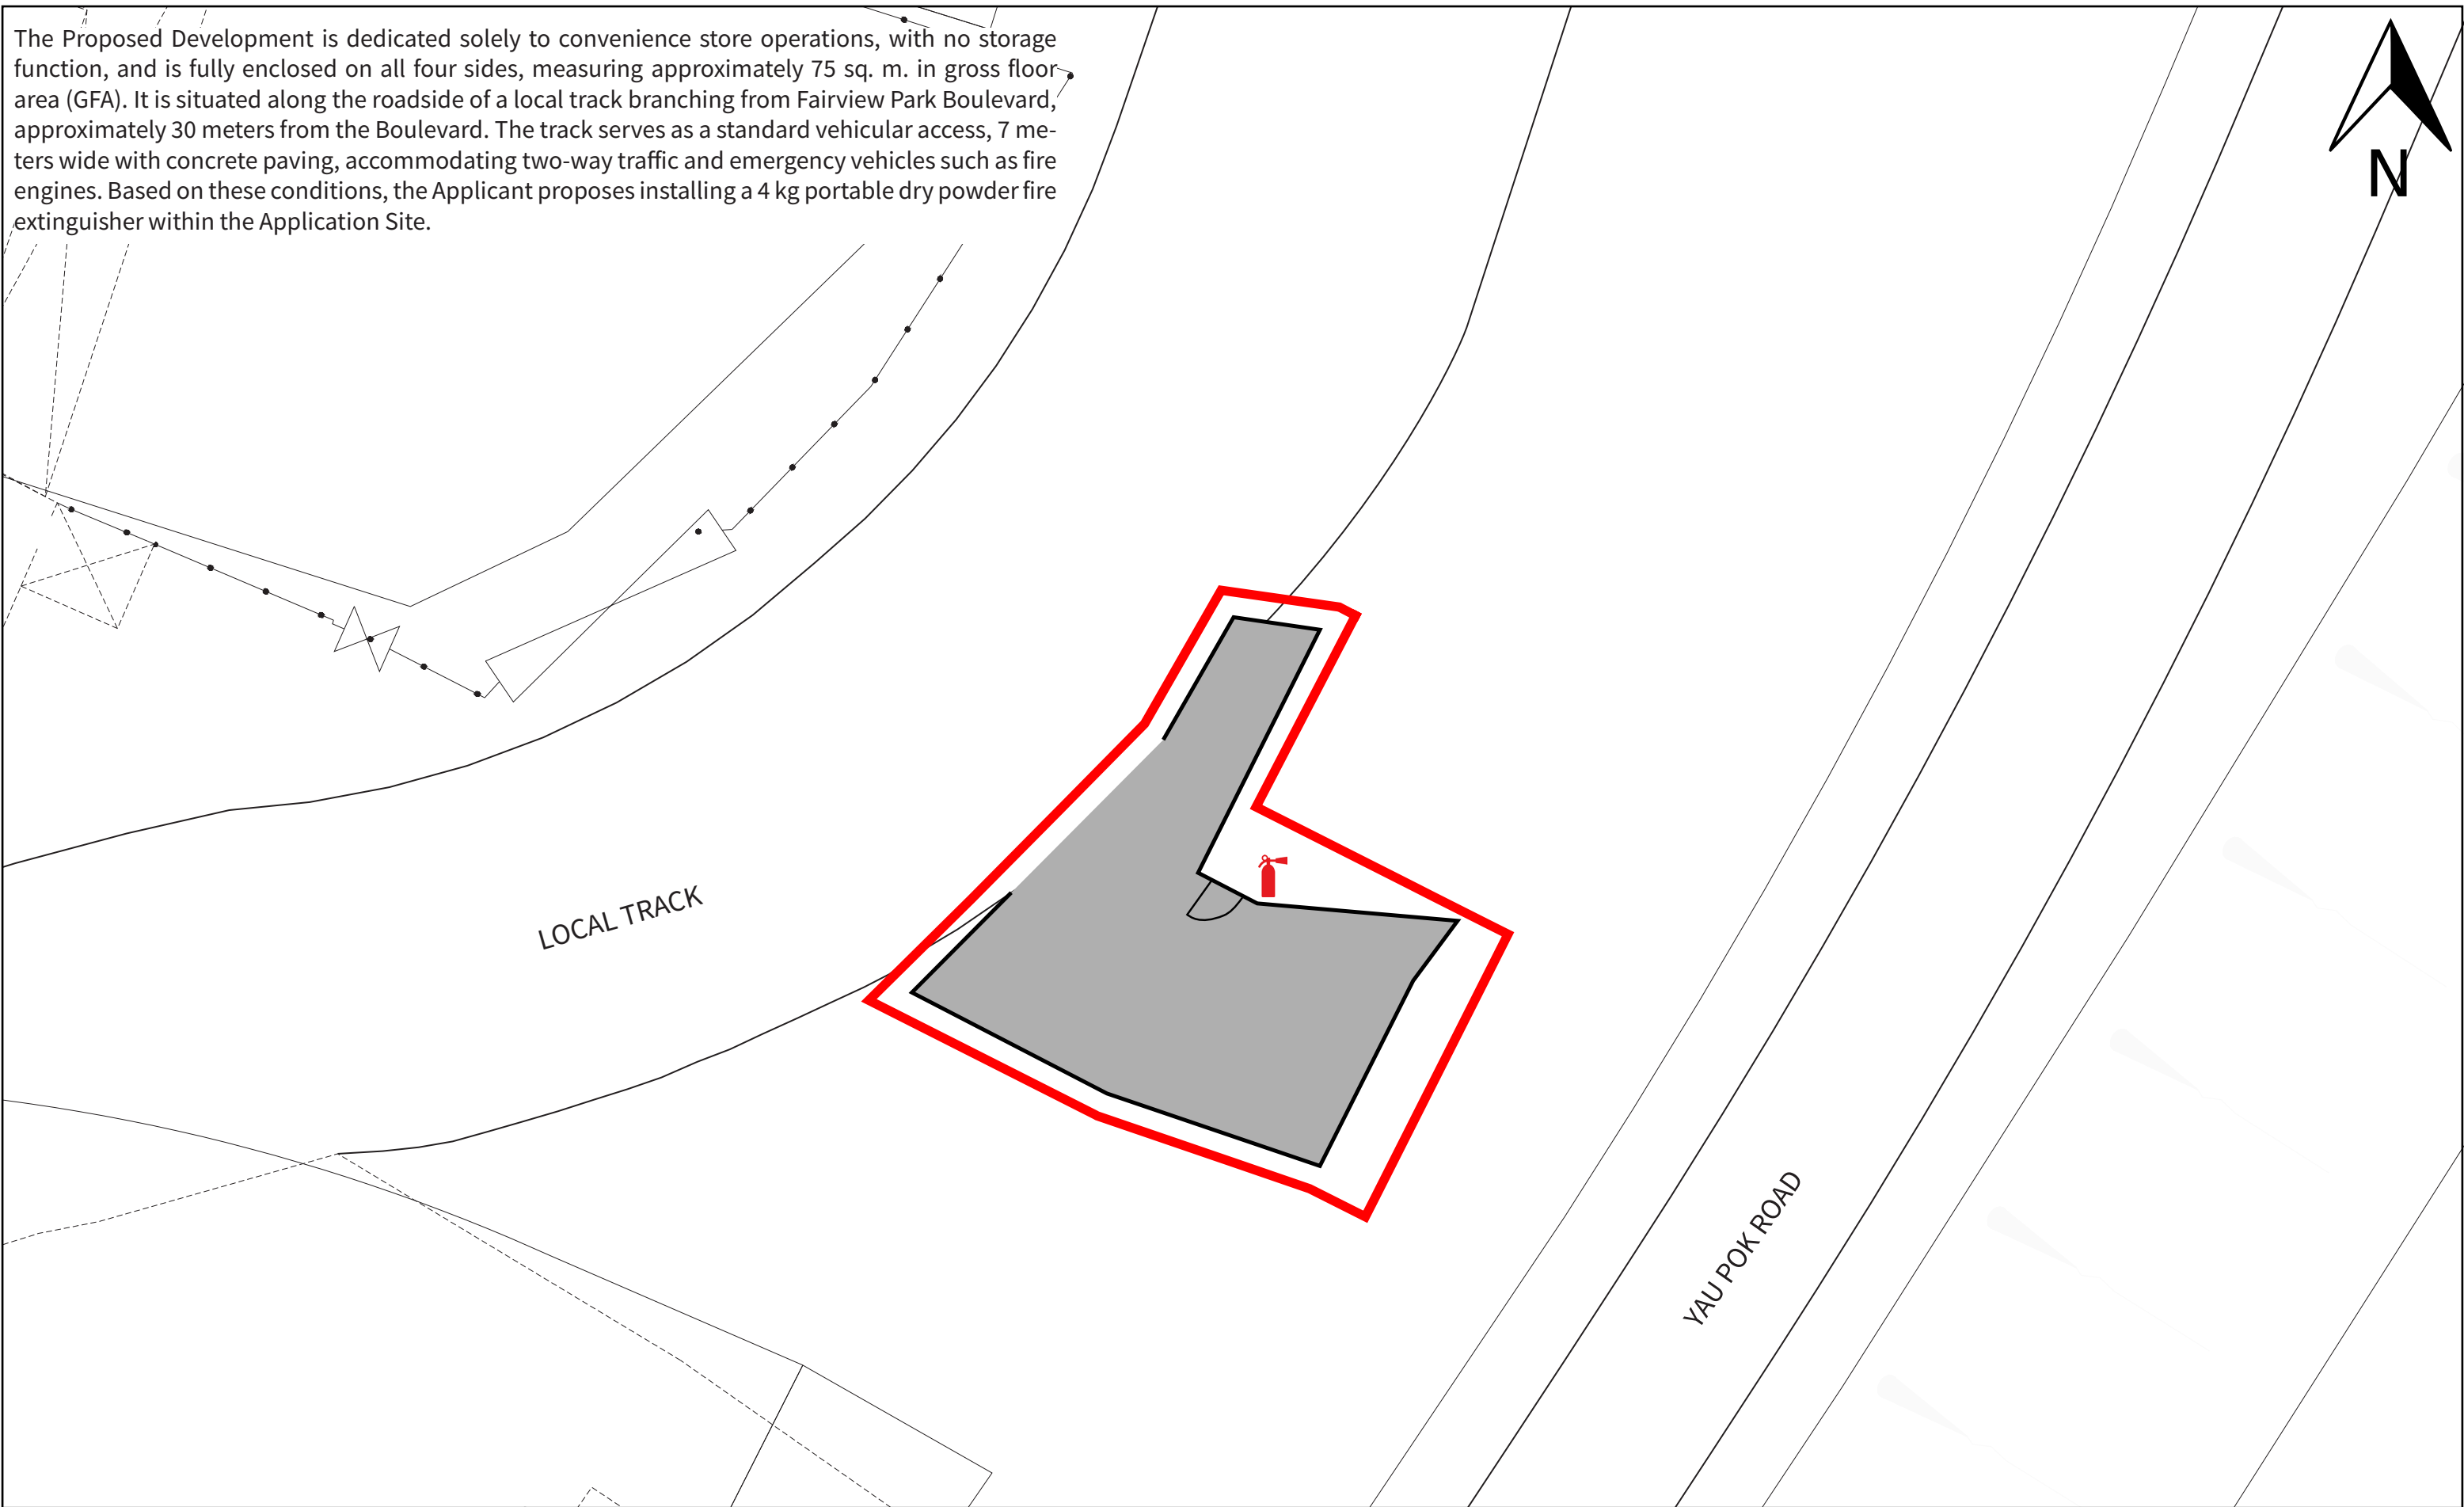 The Proposed Development is dedicated solely to convenience store operations, with no storage
function, and is fully enclosed on all four sides, measuring approximately 75 sq. m. in gross floor
area (GFA). It is situated along the roadside of a local track branching from Fairview Park Boulevard,
approximately 30 meters from the Boulevard. The track serves as a standard vehicular access, 7 me-
ters wide with concrete paving, accommodating two-way traffic and emergency vehicles such as fire
engines. Based on these conditions, the Applicant proposes installing a 4 kg portable dry powder fire
extinguisher within the Application Site.
N
LOCAL TRACK
YAU POK ROAD